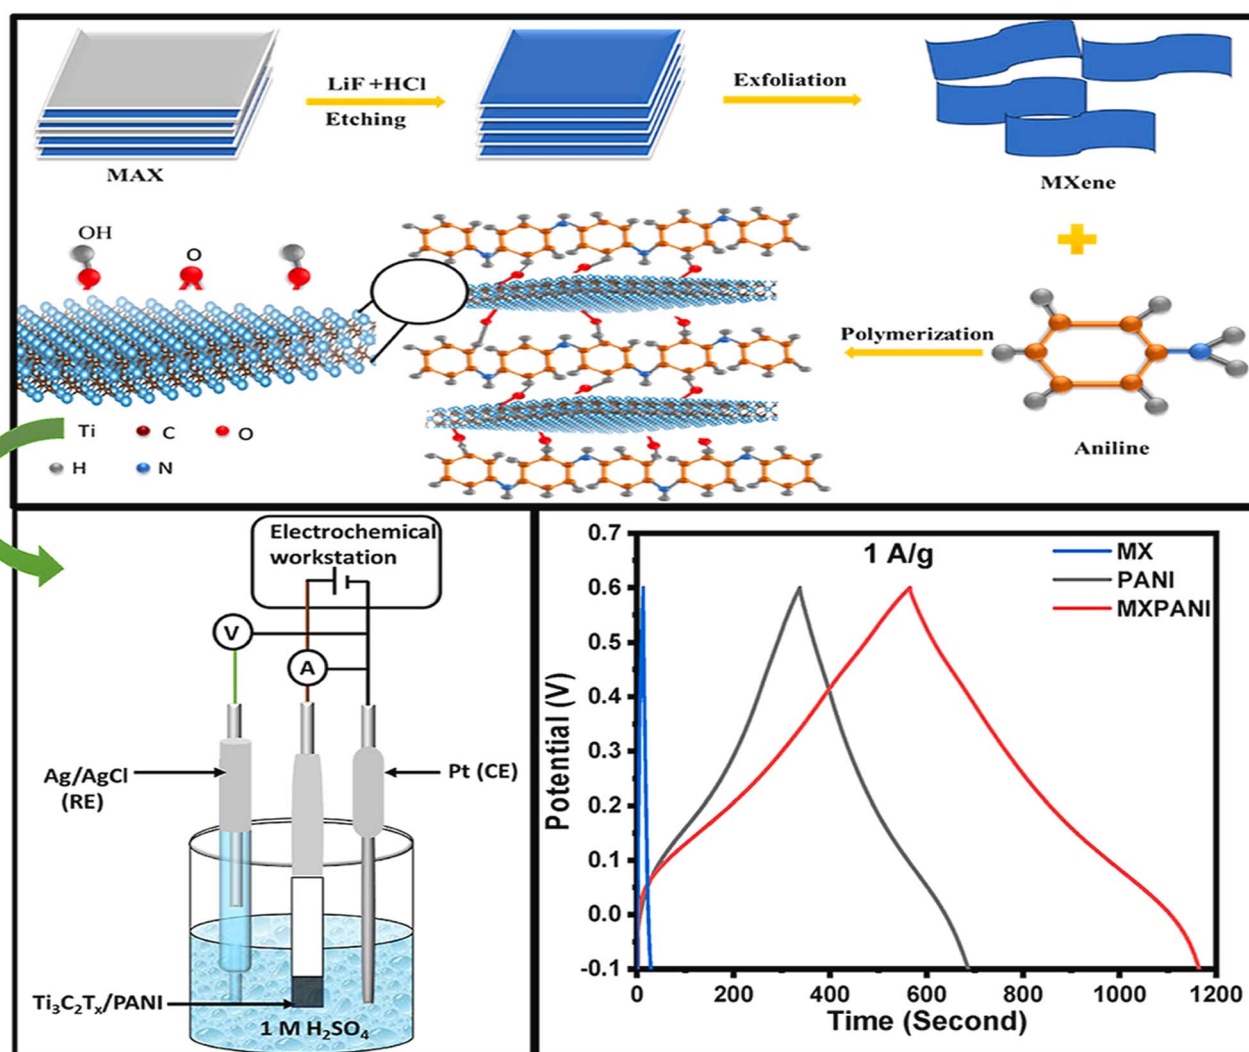 LiF +HCl
Etching
Exfoliation
MAX
MXene
OH
O
Polymerization
Aniline
Ti
C
O
H
N
Electrochemical
workstation
V
A
Ag/AgCl
(RE)
Pt (CE)
Ti₃C₂Tₓ/PANI
1 M H₂SO₄
1 A/g
MX
PANI
MXPANI
Potential (V)
0.7
0.6
0.5
0.4
0.3
0.2
0.1
0.0
-0.1
0 200 400 600 800 1000 1200
Time (Second)